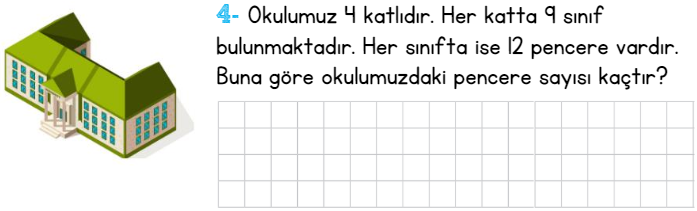 4- Okulumuz 4 katlıdır. Her katta 9 sınıf
bulunmaktadır. Her sınıfta ise 12 pencere vardır.
Buna göre okulumuzdaki pencere sayısı kaçtır?